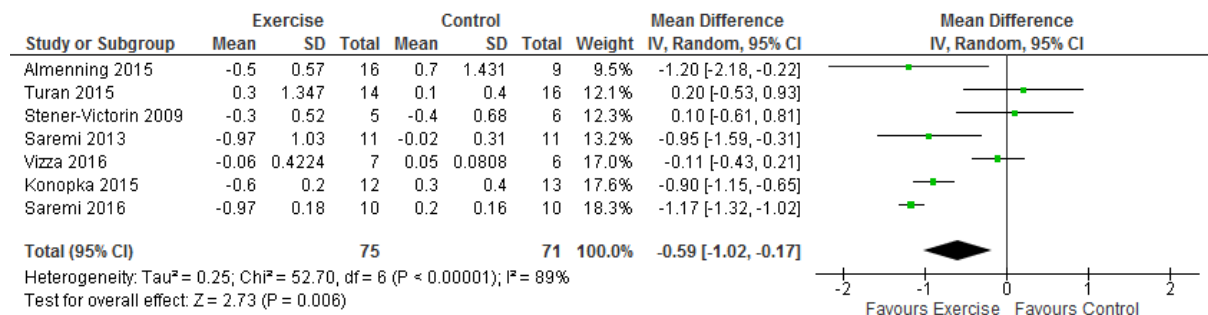 Exercise Control Mean Difference Mean Difference
Study or Subgroup Mean SD Total Mean SD Total Weight IV, Random, 95% CI IV, Random, 95% CI
Almenning 2015 -0.5 0.57 16 0.7 1.431 9 9.5% -1.20 [-2.18, -0.22]
Turan 2015 0.3 1.347 14 0.1 0.4 16 12.1% 0.20 [-0.53, 0.93]
Stener-Victorin 2009 -0.3 0.52 5 -0.4 0.68 6 12.3% 0.10 [-0.61, 0.81]
Saremi 2013 -0.97 1.03 11 -0.02 0.31 11 13.2% -0.95 [-1.59, -0.31]
Vizza 2016 -0.06 0.4224 7 0.05 0.0808 6 17.0% -0.11 [-0.43, 0.21]
Konopka 2015 -0.6 0.2 12 0.3 0.4 13 17.6% -0.90 [-1.15, -0.65]
Saremi 2016 -0.97 0.18 10 0.2 0.16 10 18.3% -1.17 [-1.32, -1.02]
Total (95% CI) 75 71 100.0% -0.59 [-1.02, -0.17]
Heterogeneity: Tau² = 0.25; Chi² = 52.70, df = 6 (P < 0.00001); I² = 89%
Test for overall effect: Z = 2.73 (P = 0.006)
-2 -1 0 1 2
Favours Exercise Favours Control